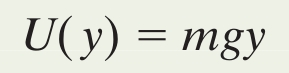 U(y) = mgy